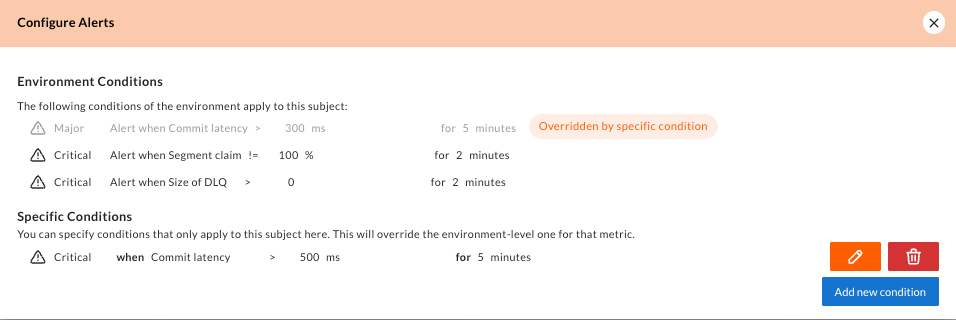 Configure Alerts
Environment Conditions
The following conditions of the environment apply to this subject:
Major Alert when Commit latency > 300 ms for 5 minutes Overridden by specific condition
Critical Alert when Segment claim != 100 % for 2 minutes
Critical Alert when Size of DLQ > 0 for 2 minutes
Specific Conditions
You can specify conditions that only apply to this subject here. This will override the environment-level one for that metric.
Critical when Commit latency > 500 ms for 5 minutes
Add new condition